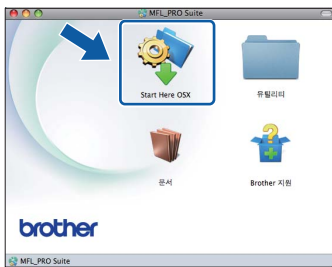 MFL_PRO Suite
Start Here OSX
유틸리티
문서
Brother 지원
brother
MFL_PRO Suite